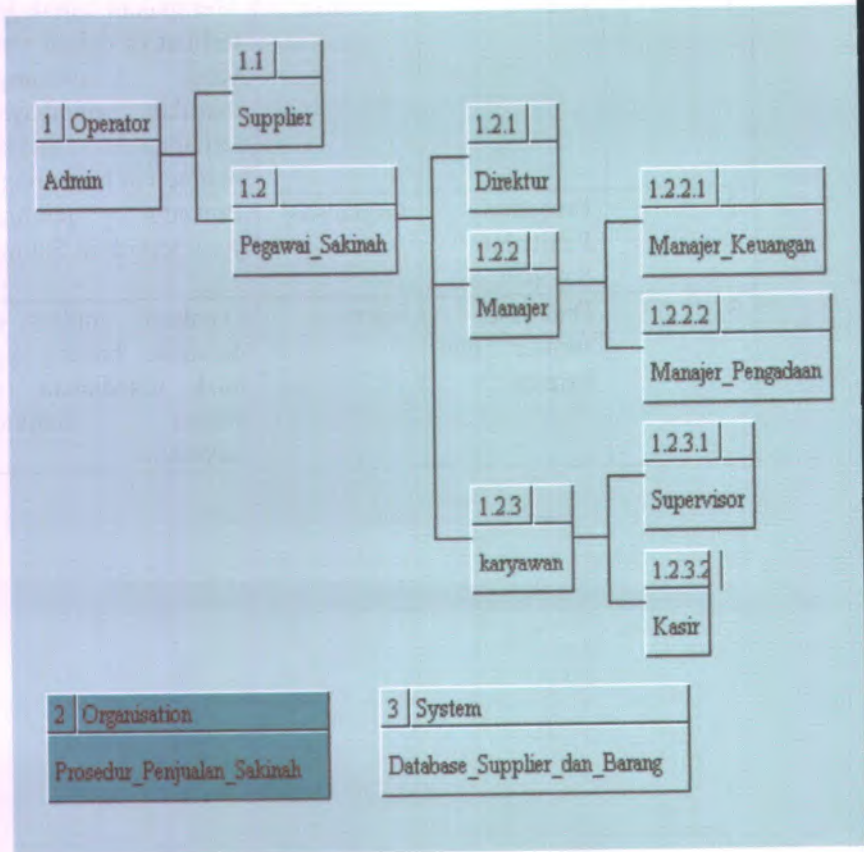 1.1
Supplier
1 Operator
Admin
1.2
Pegawai_Sakinah
1.2.1
Direktur
1.2.2
Manajer
1.2.2.1
Manajer_Keuangan
1.2.2.2
Manajer_Pengadaan
1.2.3
karyawan
1.2.3.1
Supervisor
1.2.3.2
Kasir
2 Organisation
Prosedur_Penjualan_Sakinah
3 System
Database_Supplier_dan_Barang